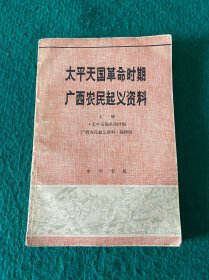 太平天国革命时期
广西农民起义资料
上册
《太平天国革命时期
广西农民起义资料》编辑组
中华书局